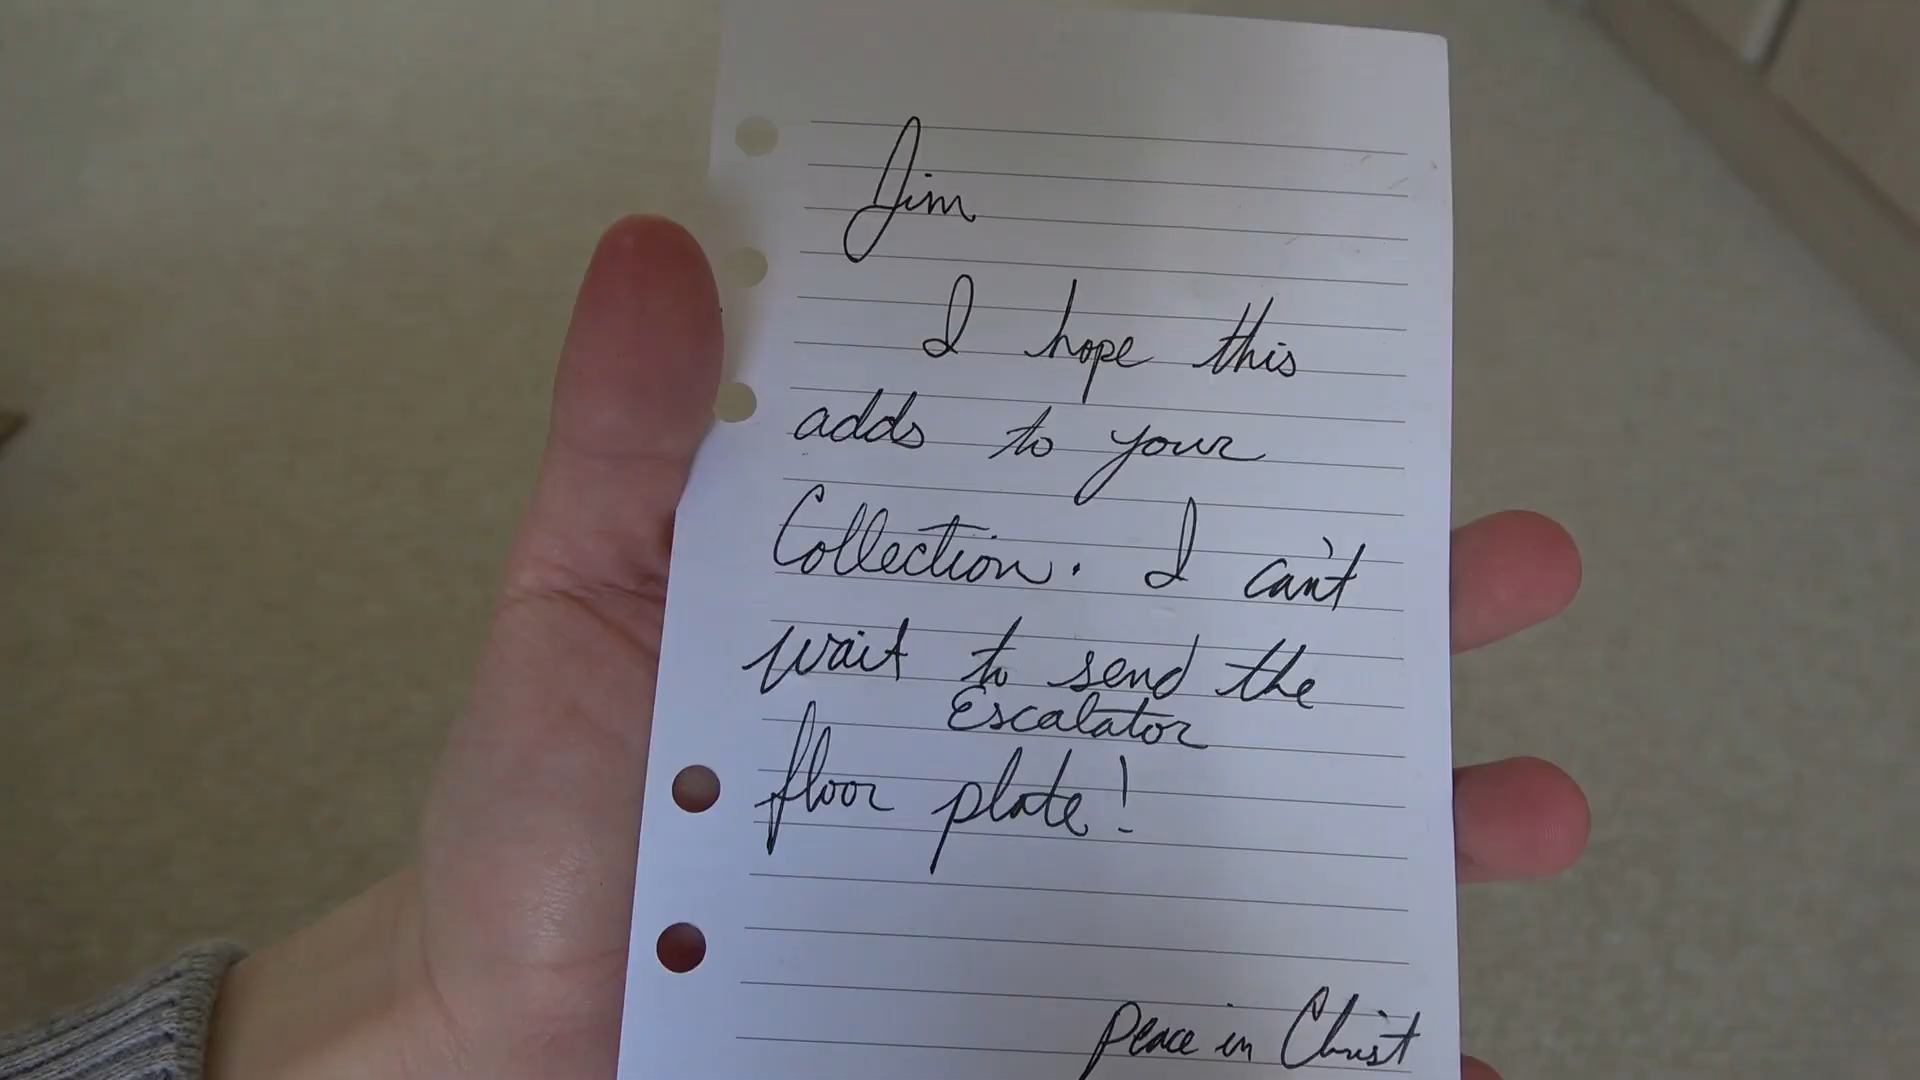 Jim
I hope this
adds to your
Collection. I can't
wait to send the
Escalator
floor plate!
peace in Christ